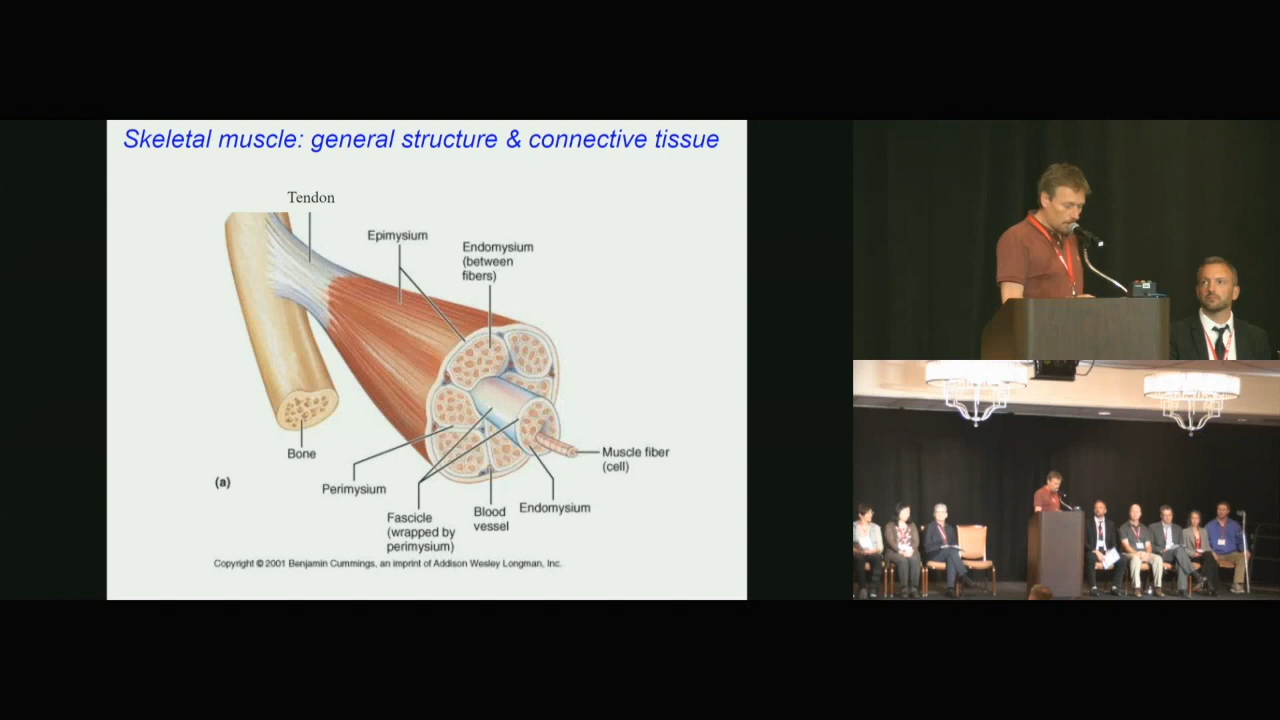 Skeletal muscle: general structure & connective tissue
Tendon
Epimysium
Endomysium
(between
fibers)
Bone
Muscle fiber
(cell)
(a)
Perimysium
Fascicle
(wrapped by
perimysium)
Blood
vessel
Endomysium
Copyright © 2001 Benjamin Cummings, an imprint of Addison Wesley Longman, Inc.